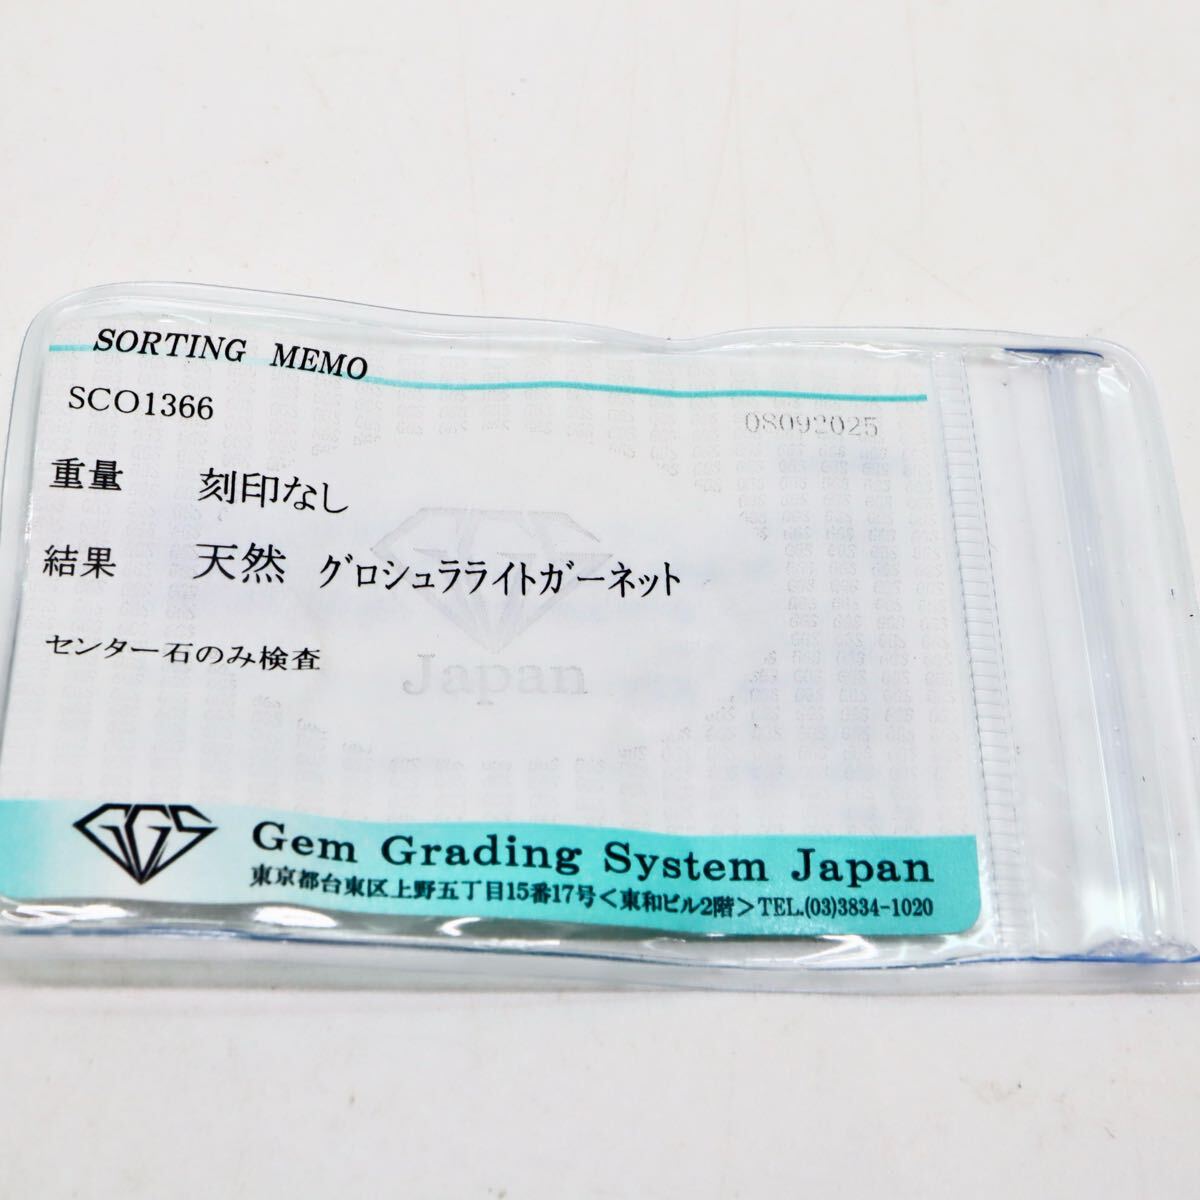 SORTING MEMO
SCO1366
08092025
重量 刻印なし
結果 天然 グロシュラライトガーネット
センター石のみ検査
GGS
Japan
GGS
Gem Grading System Japan
東京都台東区上野五丁目15番17号<東和ビル2階>TEL.(03)3834-1020